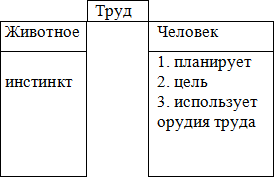 Труд
Животное
Человек
инстинкт
1. планирует
2. цель
3. использует
орудия труда